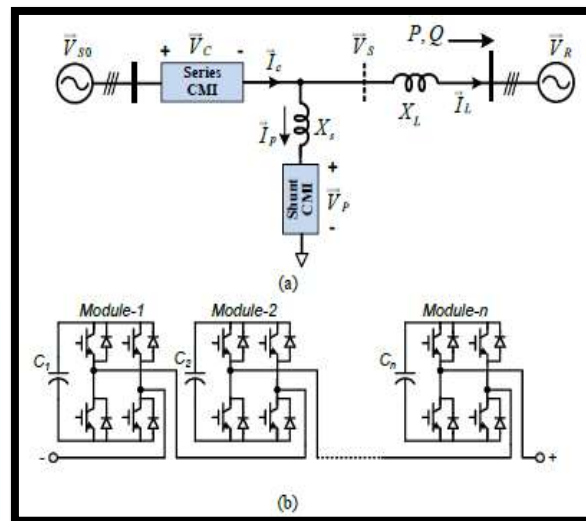 V_S0
+ V_C -
Series
CMI
I_c
V_S
P, Q
V_R
I_p
X_s
X_L
I_L
Shunt
CMI
+
V_P
-
(a)
Module-1
Module-2
Module-n
C_1
C_2
C_n
-
+
(b)